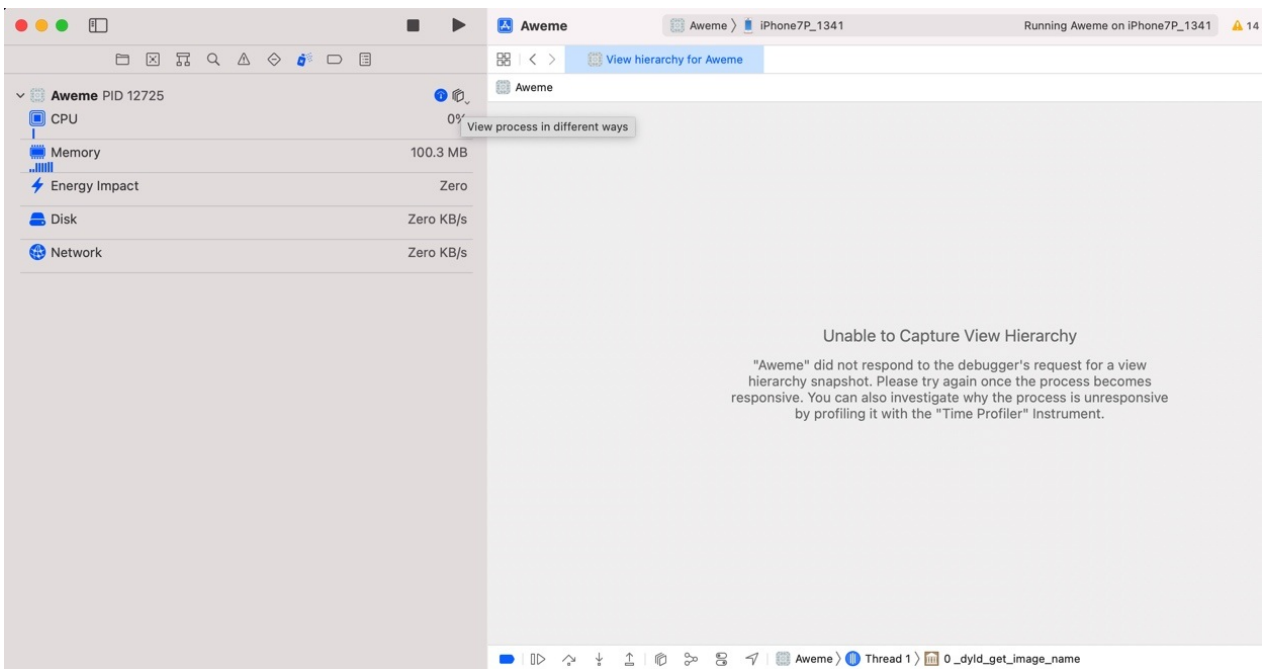 Aweme
Aweme 〉 iPhone7P_1341
Running Aweme on iPhone7P_1341
14
View hierarchy for Aweme
Aweme PID 12725
Aweme
CPU
0%
View process in different ways
Memory
100.3 MB
Energy Impact
Zero
Disk
Zero KB/s
Network
Zero KB/s
Unable to Capture View Hierarchy
"Aweme" did not respond to the debugger's request for a view
hierarchy snapshot. Please try again once the process becomes
responsive. You can also investigate why the process is unresponsive
by profiling it with the "Time Profiler" Instrument.
Aweme 〉 Thread 1 〉 0 _dyld_get_image_name